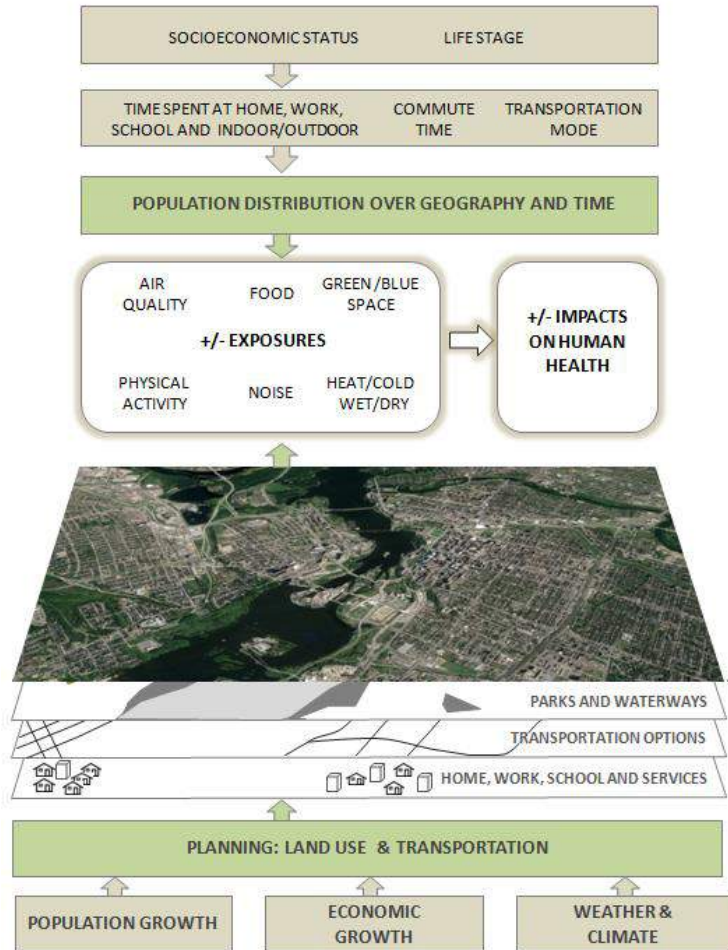 SOCIOECONOMIC STATUS LIFE STAGE
TIME SPENT AT HOME, WORK,
SCHOOL AND INDOOR/OUTDOOR
COMMUTE
TIME
TRANSPORTATION
MODE
POPULATION DISTRIBUTION OVER GEOGRAPHY AND TIME
AIR
QUALITY
FOOD
GREEN/BLUE
SPACE
+/- EXPOSURES
PHYSICAL
ACTIVITY
NOISE
HEAT/COLD
WET/DRY
+/- IMPACTS
ON HUMAN
HEALTH
PARKS AND WATERWAYS
TRANSPORTATION OPTIONS
HOME, WORK, SCHOOL AND SERVICES
PLANNING: LAND USE & TRANSPORTATION
POPULATION GROWTH
ECONOMIC
GROWTH
WEATHER &
CLIMATE